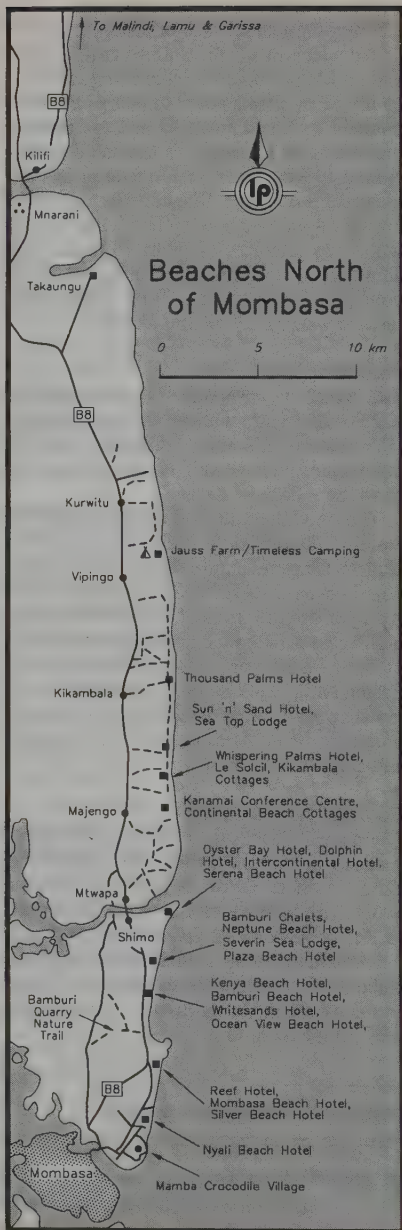 To Malindi, Lamu & Garissa
B8
Kilifi
Mnarani
lp
Takaungu
Beaches North
of Mombasa
0 5 10 km
B8
Kurwitu
Jauss Farm/Timeless Camping
Vipingo
Thousand Palms Hotel
Kikambala
Sun 'n' Sand Hotel,
Sea Top Lodge
Whispering Palms Hotel,
Le Solcil, Kikambala
Cottages
Kanamai Conference Centre,
Continental Beach Cottages
Majengo
Oyster Bay Hotel, Dolphin
Hotel, Intercontinental Hotel,
Serena Beach Hotel
Mtwapa
Shimo
Bamburi Chalets,
Neptune Beach Hotel,
Severin Sea Lodge,
Plaza Beach Hotel
Kenya Beach Hotel,
Bamburi Beach Hotel,
Whitesands Hotel,
Ocean View Beach Hotel,
Bamburi
Quarry
Nature
Trail
Reef Hotel,
Mombasa Beach Hotel,
Silver Beach Hotel
B8
Nyali Beach Hotel
Mombasa
Mamba Crocodile Village